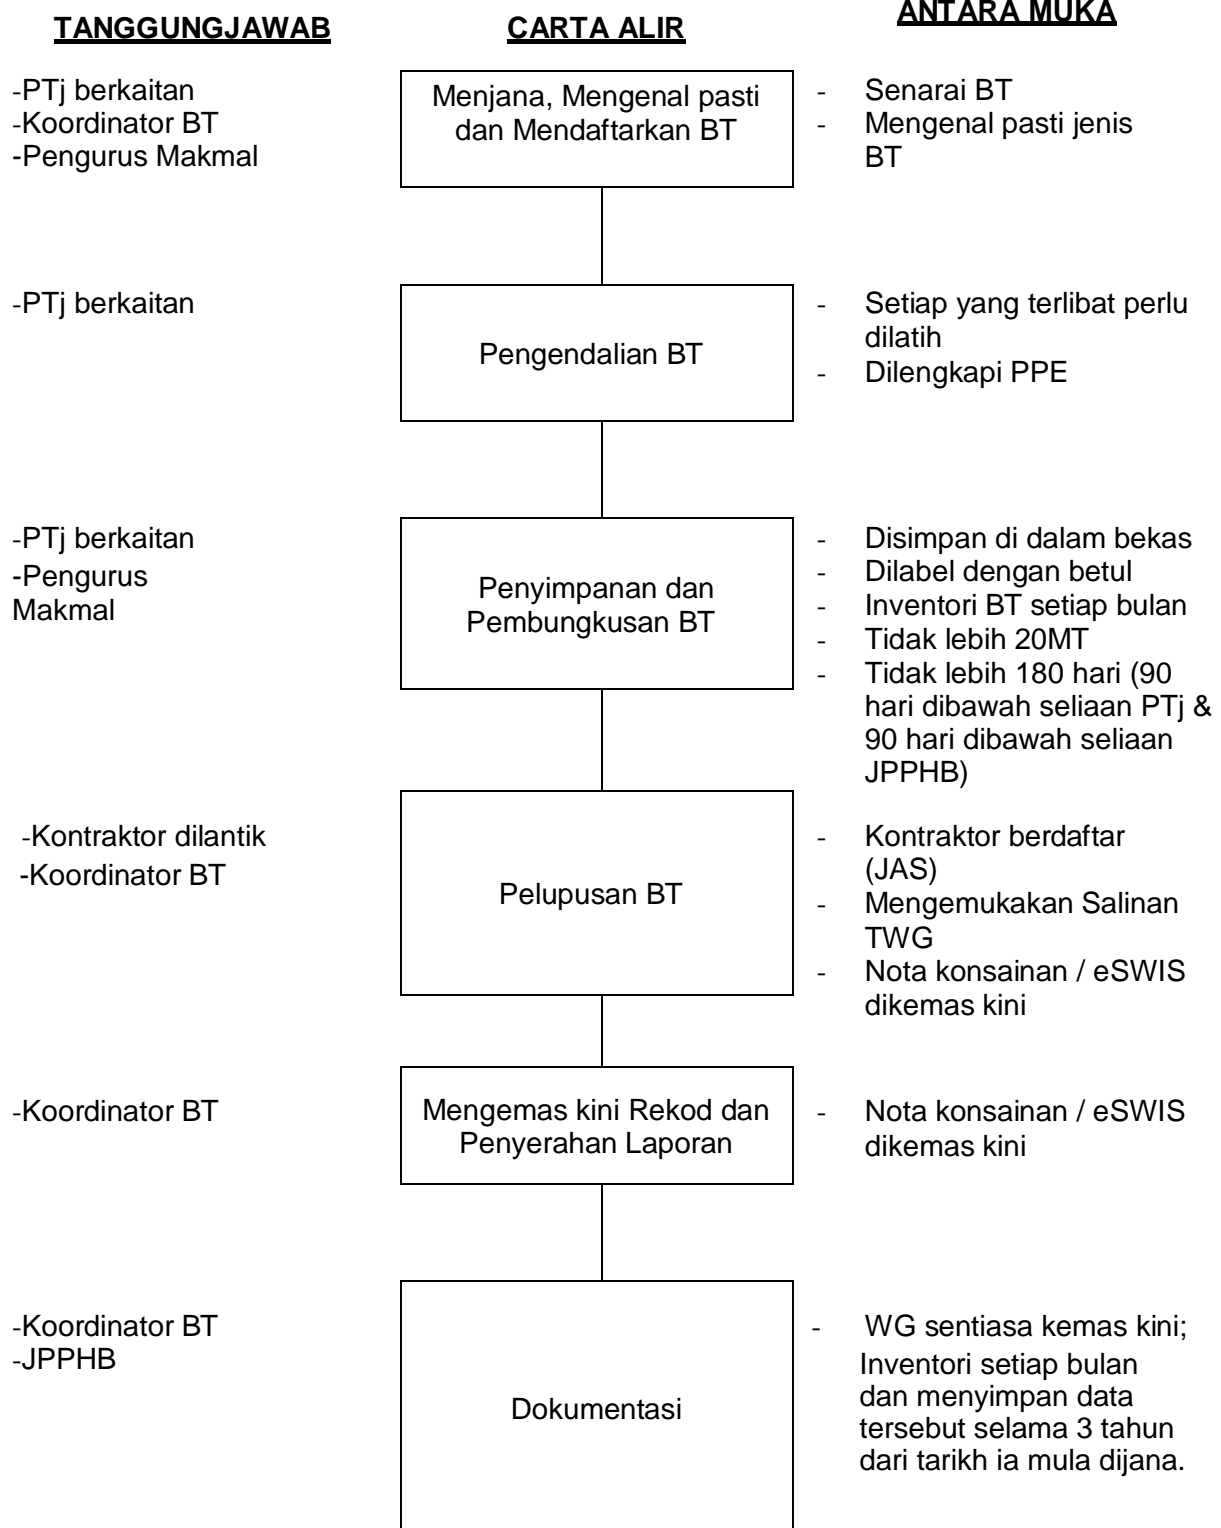 TANGGUNGJAWAB
CARTA ALIR
ANTARA MUKA
-PTj berkaitan
-Koordinator BT
-Pengurus Makmal
Menjana, Mengenal pasti
dan Mendaftarkan BT
- Senarai BT
- Mengenal pasti jenis
BT
-PTj berkaitan
Pengendalian BT
- Setiap yang terlibat perlu
dilatih
- Dilengkapi PPE
-PTj berkaitan
-Pengurus
Makmal
Penyimpanan dan
Pembungkusan BT
- Disimpan di dalam bekas
- Dilabel dengan betul
- Inventori BT setiap bulan
- Tidak lebih 20MT
- Tidak lebih 180 hari (90
hari dibawah seliaan PTj &
90 hari dibawah seliaan
JPPHB)
-Kontraktor dilantik
-Koordinator BT
Pelupusan BT
- Kontraktor berdaftar
(JAS)
- Mengemukakan Salinan
TWG
- Nota konsainan / eSWIS
dikemas kini
-Koordinator BT
Mengemas kini Rekod dan
Penyerahan Laporan
- Nota konsainan / eSWIS
dikemas kini
-Koordinator BT
-JPPHB
Dokumentasi
- WG sentiasa kemas kini;
Inventori setiap bulan
dan menyimpan data
tersebut selama 3 tahun
dari tarikh ia mula dijana.